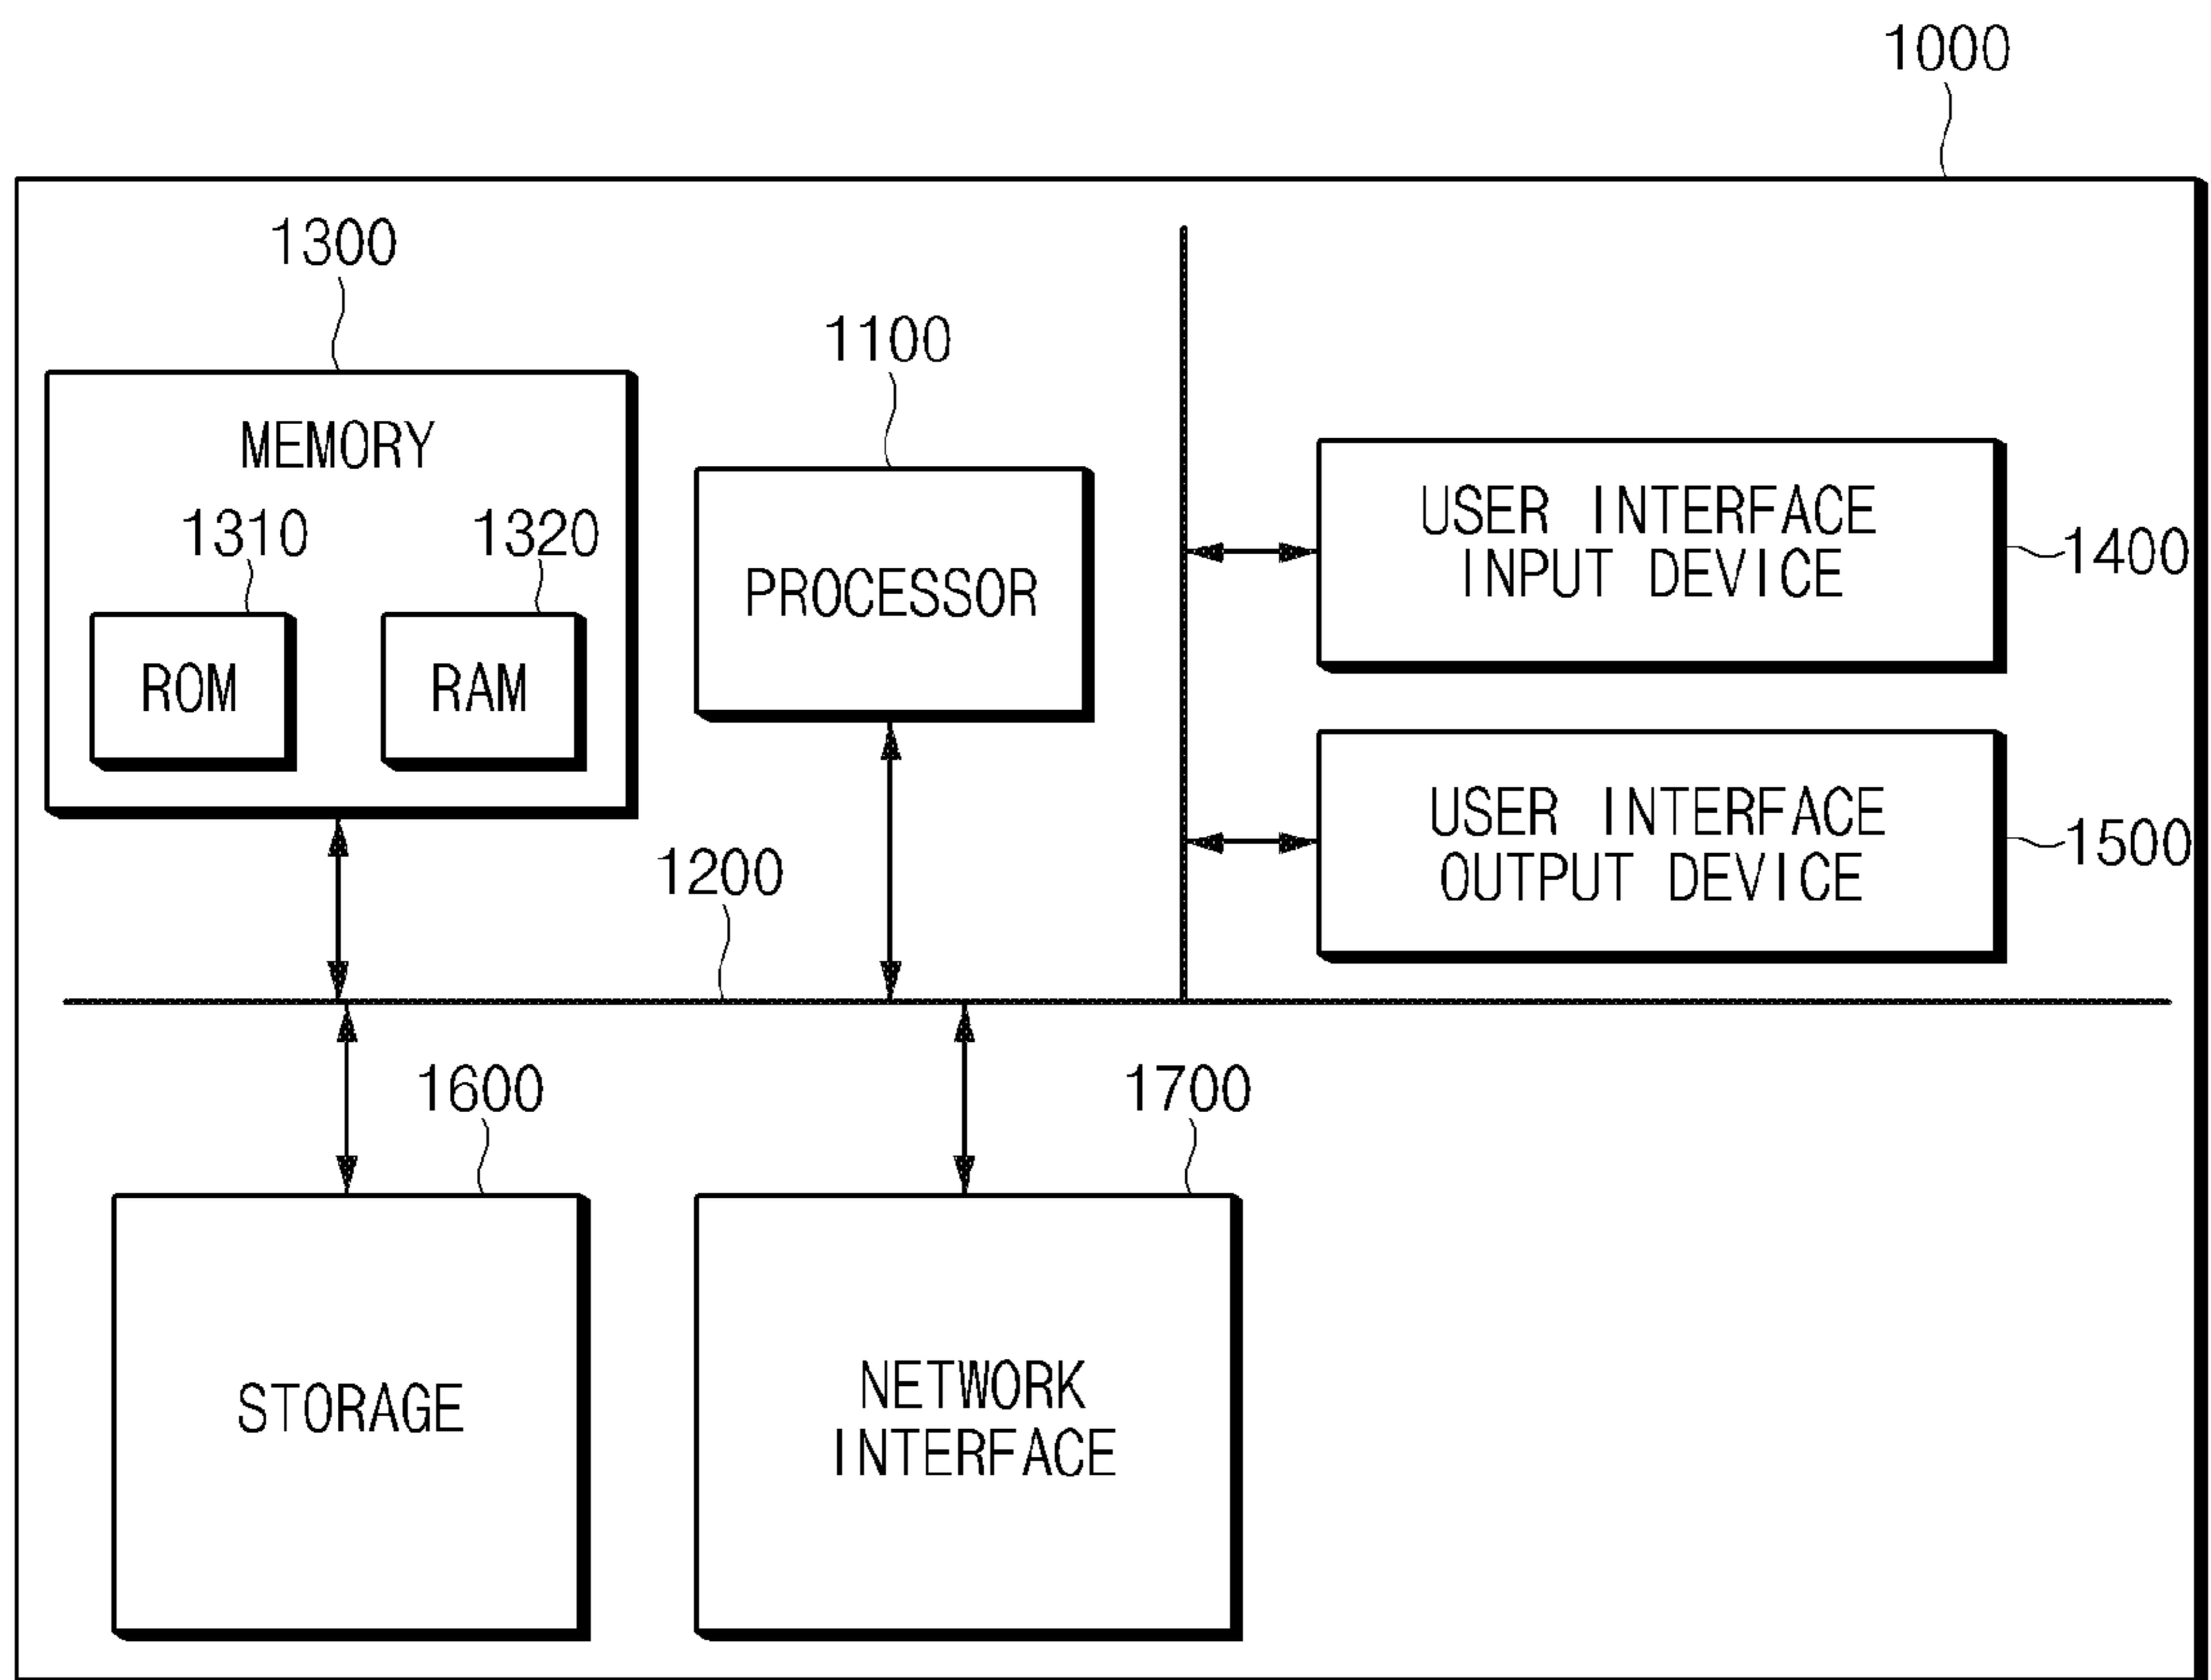 1000
1300
1100
MEMORY
1310
1320
ROM
RAM
PROCESSOR
USER INTERFACE
INPUT DEVICE
1400
USER INTERFACE
OUTPUT DEVICE
1500
1200
1600
1700
STORAGE
NETWORK
INTERFACE